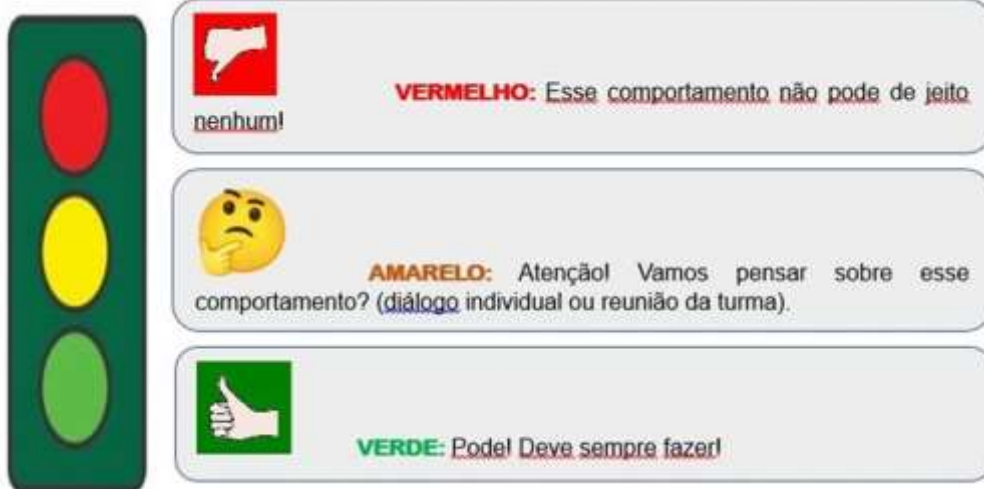 VERMELHO: Esse comportamento não pode de jeito
nenhum!
AMARELO: Atenção! Vamos pensar sobre esse
comportamento? (diálogo individual ou reunião da turma).
VERDE: Pode! Deve sempre fazer!